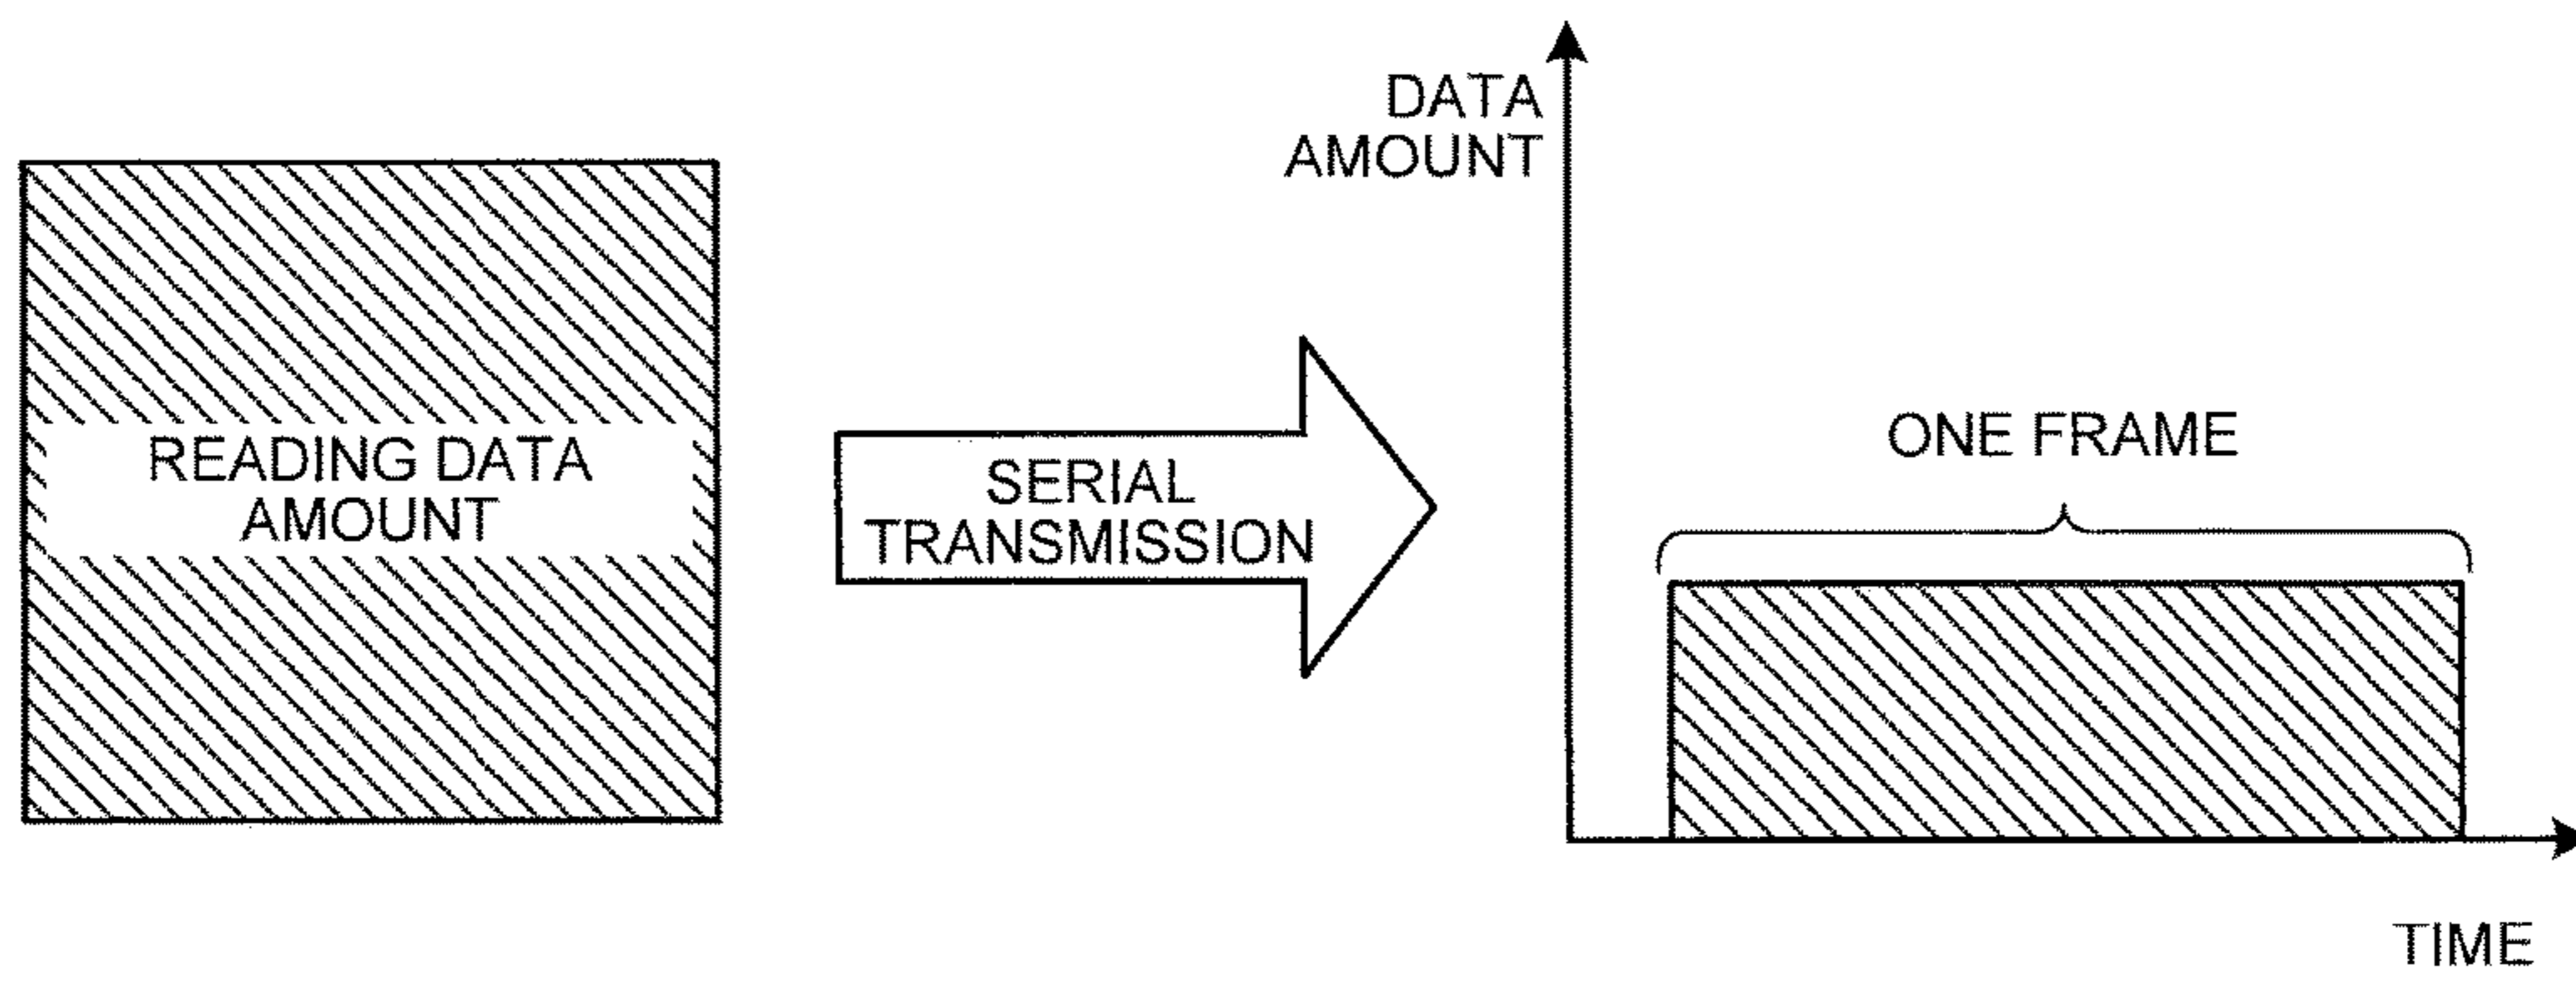 READING DATA
AMOUNT
SERIAL
TRANSMISSION
DATA
AMOUNT
ONE FRAME
TIME